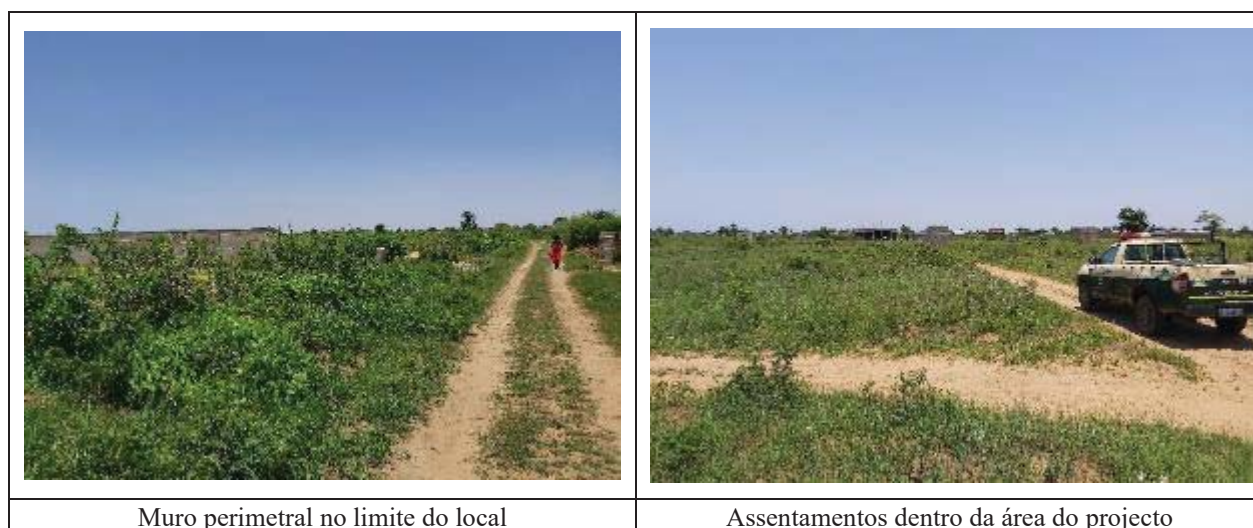 Muro perimetral no limite do local
Assentamentos dentro da área do projecto